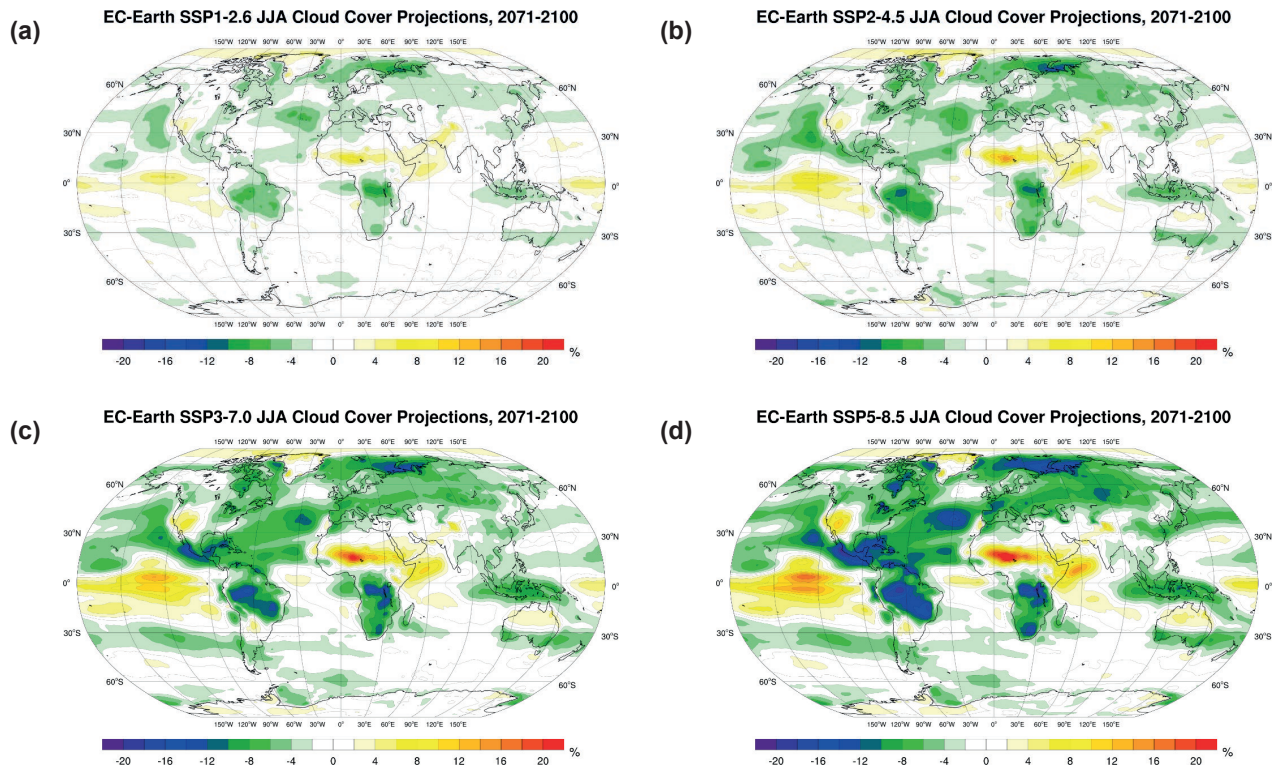 (a)
EC-Earth SSP1-2.6 JJA Cloud Cover Projections, 2071-2100
150°W 120°W 90°W 60°W 30°W 0° 30°E 60°E 90°E 120°E 150°E
60°N
30°N
0° 0°
30°S
60°S
150°W 120°W 90°W 60°W 30°W 0° 30°E 60°E 90°E 120°E 150°E
-20 -16 -12 -8 -4 0 4 8 12 16 20 %
(b)
EC-Earth SSP2-4.5 JJA Cloud Cover Projections, 2071-2100
150°W 120°W 90°W 60°W 30°W 0° 30°E 60°E 90°E 120°E 150°E
60°N 60°N
30°N 30°N
0° 0°
30°S 30°S
60°S 60°S
150°W 120°W 90°W 60°W 30°W 0° 30°E 60°E 90°E 120°E 150°E
-20 -16 -12 -8 -4 0 4 8 12 16 20 %
(c)
EC-Earth SSP3-7.0 JJA Cloud Cover Projections, 2071-2100
150°W 120°W 90°W 60°W 30°W 0° 30°E 60°E 90°E 120°E 150°E
60°N 60°N
30°N 30°N
0° 0°
30°S 30°S
60°S 60°S
150°W 120°W 90°W 60°W 30°W 0° 30°E 60°E 90°E 120°E 150°E
-20 -16 -12 -8 -4 0 4 8 12 16 20 %
(d)
EC-Earth SSP5-8.5 JJA Cloud Cover Projections, 2071-2100
150°W 120°W 90°W 60°W 30°W 0° 30°E 60°E 90°E 120°E 150°E
60°N 60°N
30°N 30°N
0° 0°
30°S 30°S
60°S 60°S
150°W 120°W 90°W 60°W 30°W 0° 30°E 60°E 90°E 120°E 150°E
-20 -16 -12 -8 -4 0 4 8 12 16 20 %